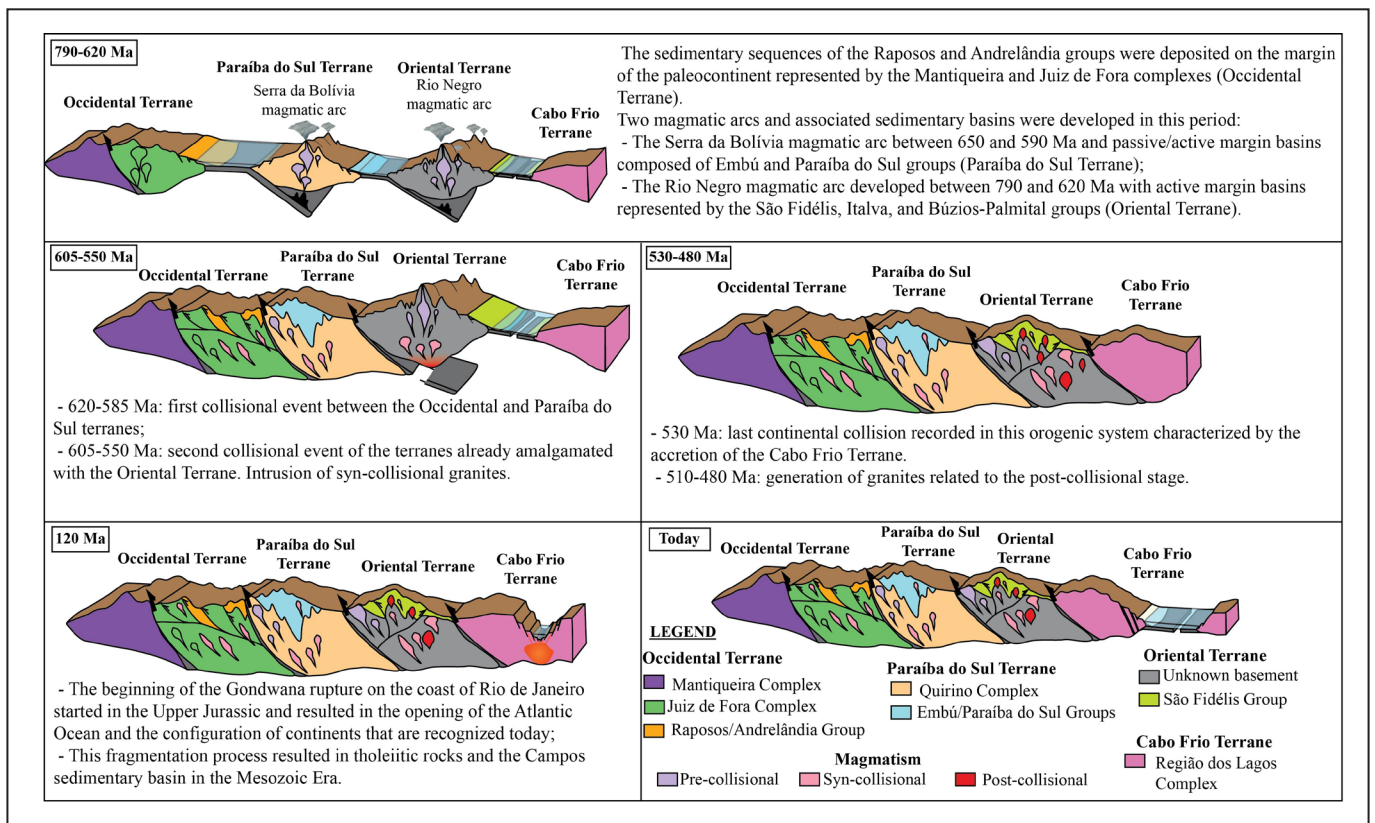 790-620 Ma
Occidental Terrane
Paraíba do Sul Terrane
Serra da Bolívia
magmatic arc
Oriental Terrane
Rio Negro
magmatic arc
Cabo Frio
Terrane
The sedimentary sequences of the Raposos and Andrelândia groups were deposited on the margin
of the paleocontinent represented by the Mantiqueira and Juiz de Fora complexes (Occidental
Terrane).
Two magmatic arcs and associated sedimentary basins were developed in this period:
- The Serra da Bolívia magmatic arc between 650 and 590 Ma and passive/active margin basins
composed of Embú and Paraíba do Sul groups (Paraíba do Sul Terrane);
- The Rio Negro magmatic arc developed between 790 and 620 Ma with active margin basins
represented by the São Fidélis, Italva, and Búzios-Palmital groups (Oriental Terrane).
605-550 Ma
Occidental Terrane
Paraíba do Sul
Terrane
Oriental Terrane
Cabo Frio
Terrane
- 620-585 Ma: first collisional event between the Occidental and Paraíba do
Sul terranes;
- 605-550 Ma: second collisional event of the terranes already amalgamated
with the Oriental Terrane. Intrusion of syn-collisional granites.
530-480 Ma
Occidental Terrane
Paraíba do Sul
Terrane
Oriental Terrane
Cabo Frio
Terrane
- 530 Ma: last continental collision recorded in this orogenic system characterized by the
accretion of the Cabo Frio Terrane.
- 510-480 Ma: generation of granites related to the post-collisional stage.
120 Ma
Occidental Terrane
Paraíba do Sul
Terrane
Oriental Terrane
Cabo Frio
Terrane
- The beginning of the Gondwana rupture on the coast of Rio de Janeiro
started in the Upper Jurassic and resulted in the opening of the Atlantic
Ocean and the configuration of continents that are recognized today;
- This fragmentation process resulted in tholeiitic rocks and the Campos
sedimentary basin in the Mesozoic Era.
Today
Occidental Terrane
Paraíba do Sul
Terrane
Oriental
Terrane
Cabo Frio
Terrane
LEGEND
Occidental Terrane
Mantiqueira Complex
Juiz de Fora Complex
Raposos/Andrelândia Group
Paraíba do Sul Terrane
Quirino Complex
Embú/Paraíba do Sul Groups
Oriental Terrane
Unknown basement
São Fidélis Group
Cabo Frio Terrane
Região dos Lagos
Complex
Magmatism
Pre-collisional
Syn-collisional
Post-collisional